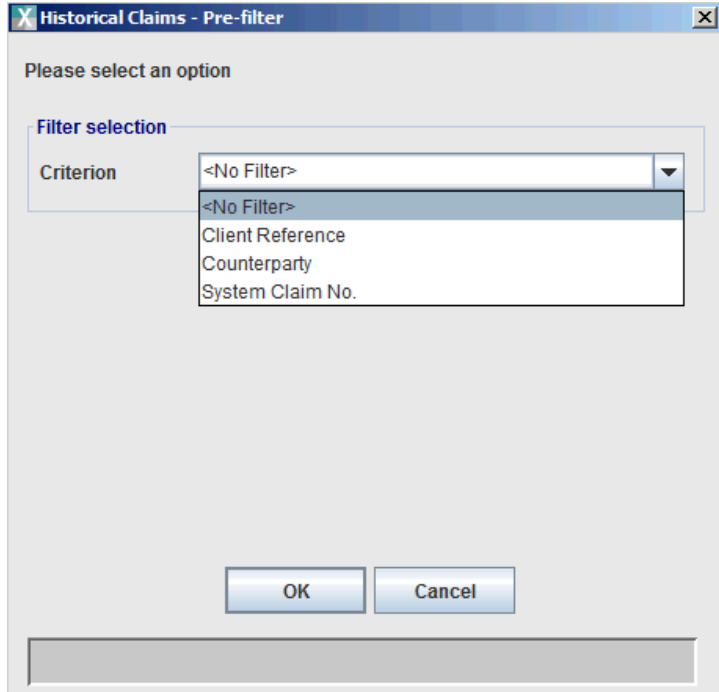 Historical Claims - Pre-filter
Please select an option
Filter selection
Criterion <No Filter>
<No Filter>
Client Reference
Counterparty
System Claim No.
OK Cancel